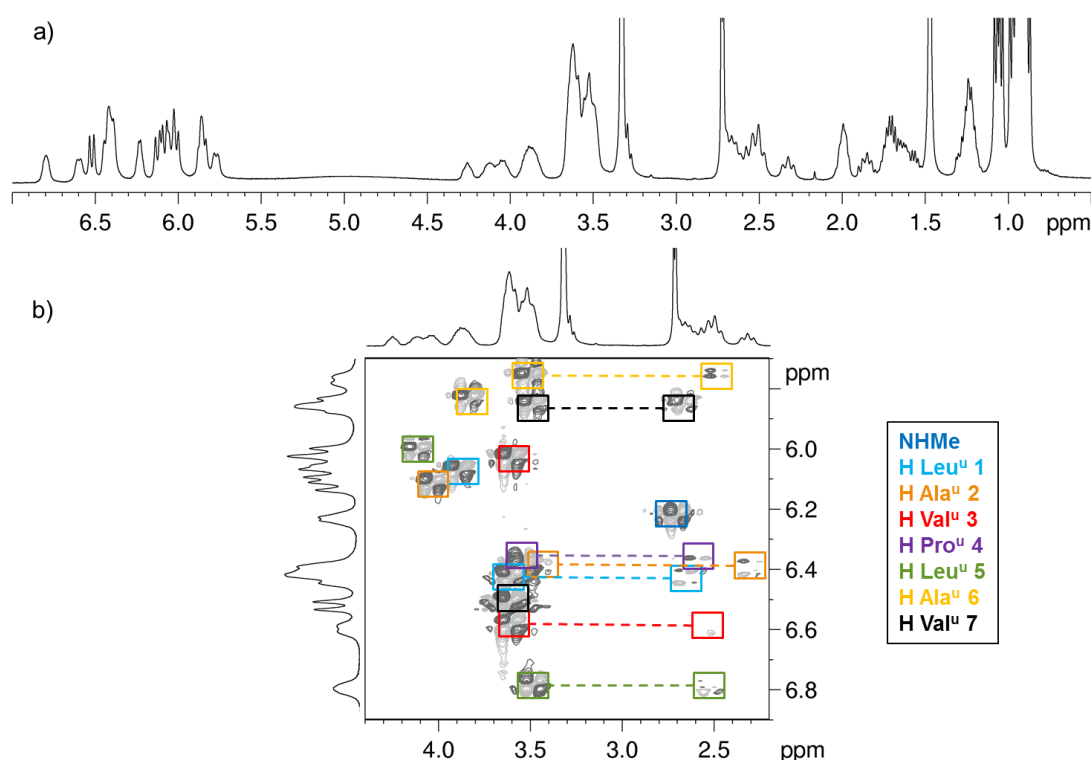 a)
6.5 6.0 5.5 5.0 4.5 4.0 3.5 3.0 2.5 2.0 1.5 1.0 ppm
b)
ppm
6.0
6.2
6.4
6.6
6.8
4.0 3.5 3.0 2.5 ppm
NHMe
H Leuᵘ 1
H Alaᵘ 2
H Valᵘ 3
H Proᵘ 4
H Leuᵘ 5
H Alaᵘ 6
H Valᵘ 7